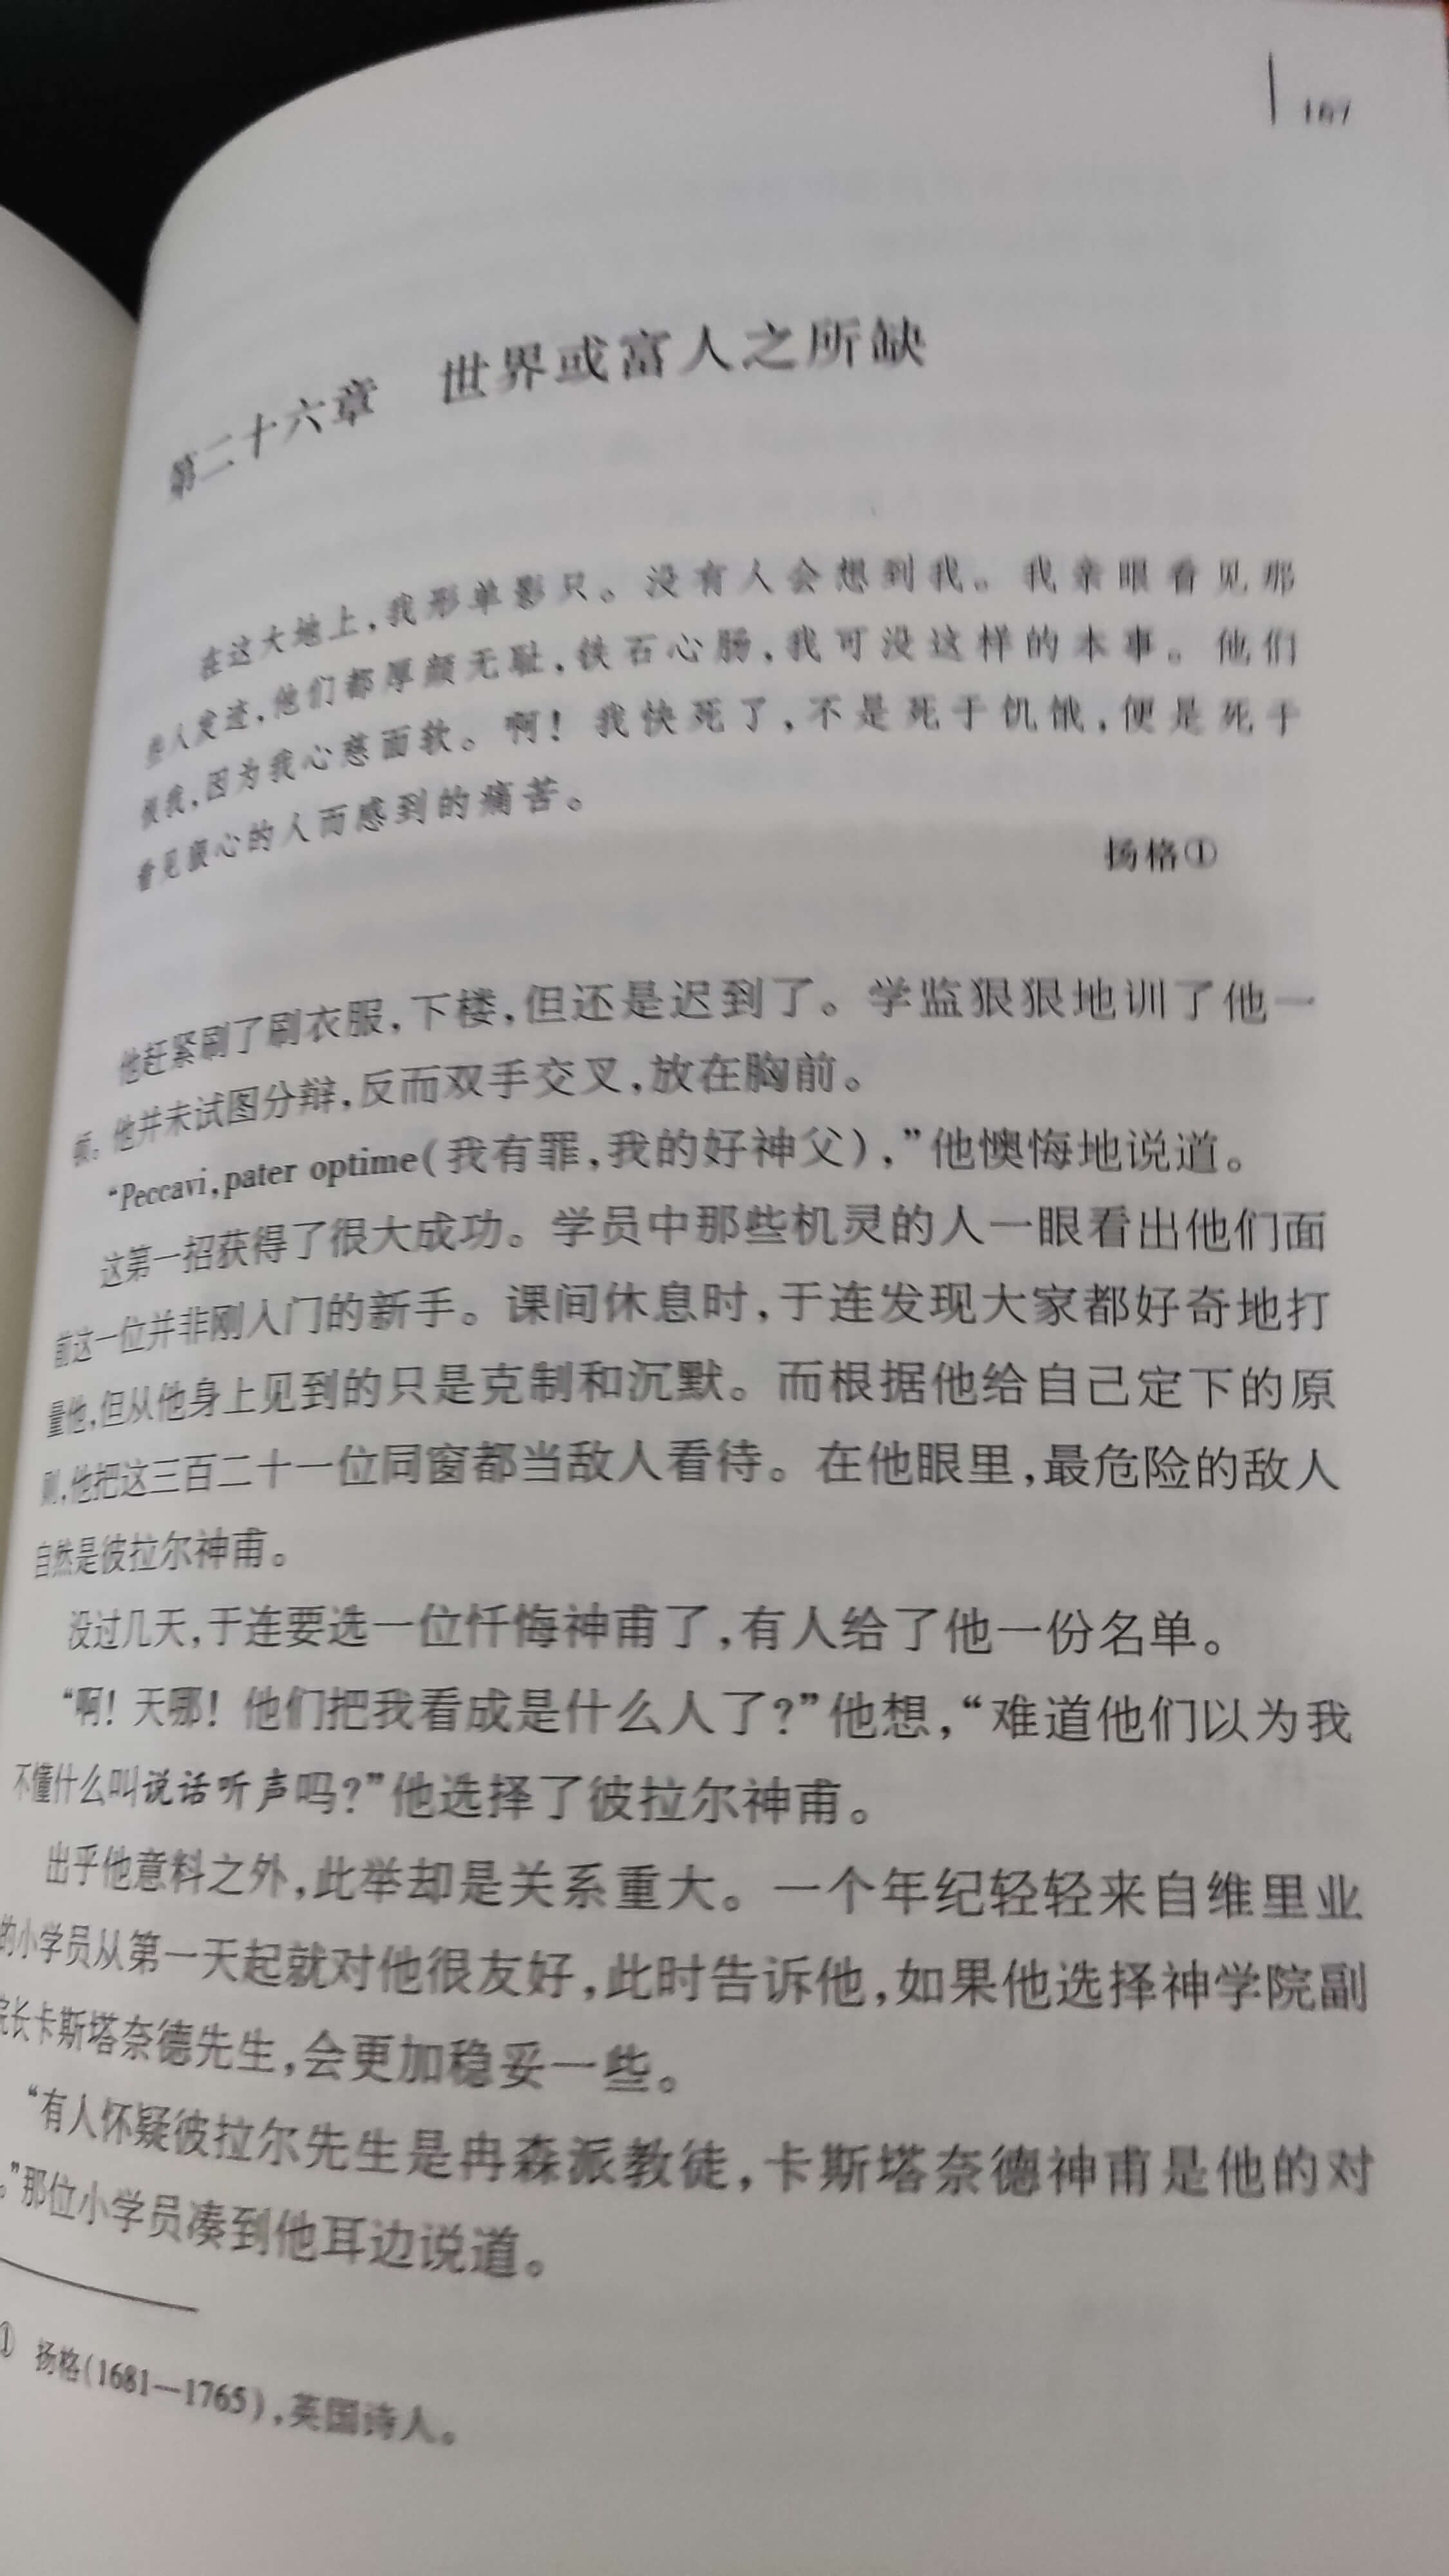 167
第二十六章 世界或富人之所缺
在这大地上,我形单影只。没有人会想到我。我亲眼看见那
些人发迹,他们都厚颜无耻,铁石心肠,我可没这样的本事。他们
恨我,因为我心慈面软。啊!我快死了,不是死于饥饿,便是死于
看见狠心的人而感到的痛苦。
扬格①
他赶紧刷了刷衣服,下楼,但还是迟到了。学监狠狠地训了他一
顿。他并未试图分辩,反而双手交叉,放在胸前。
“Peccavi,pater optime(我有罪,我的好神父),”他懊悔地说道。
这第一招获得了很大成功。学员中那些机灵的人一眼看出他们面
前这一位并非刚入门的新手。课间休息时,于连发现大家都好奇地打
量他,但从他身上见到的只是克制和沉默。而根据他给自己定下的原
则,他把这三百二十一位同窗都当敌人看待。在他眼里,最危险的敌人
自然是彼拉尔神甫。
没过几天,于连要选一位忏悔神甫了,有人给了他一份名单。
“啊!天哪!他们把我看成是什么人了?”他想,“难道他们以为我
不懂什么叫说话听声吗?”他选择了彼拉尔神甫。
出乎他意料之外,此举却是关系重大。一个年纪轻轻来自维里业
的小学员从第一天起就对他很友好,此时告诉他,如果他选择神学院副
院长卡斯塔奈德先生,会更加稳妥一些。
“有人怀疑彼拉尔先生是冉森派教徒,卡斯塔奈德神甫是他的对
。”那位小学员凑到他耳边说道。
① 扬格(1681—1765),英国诗人。